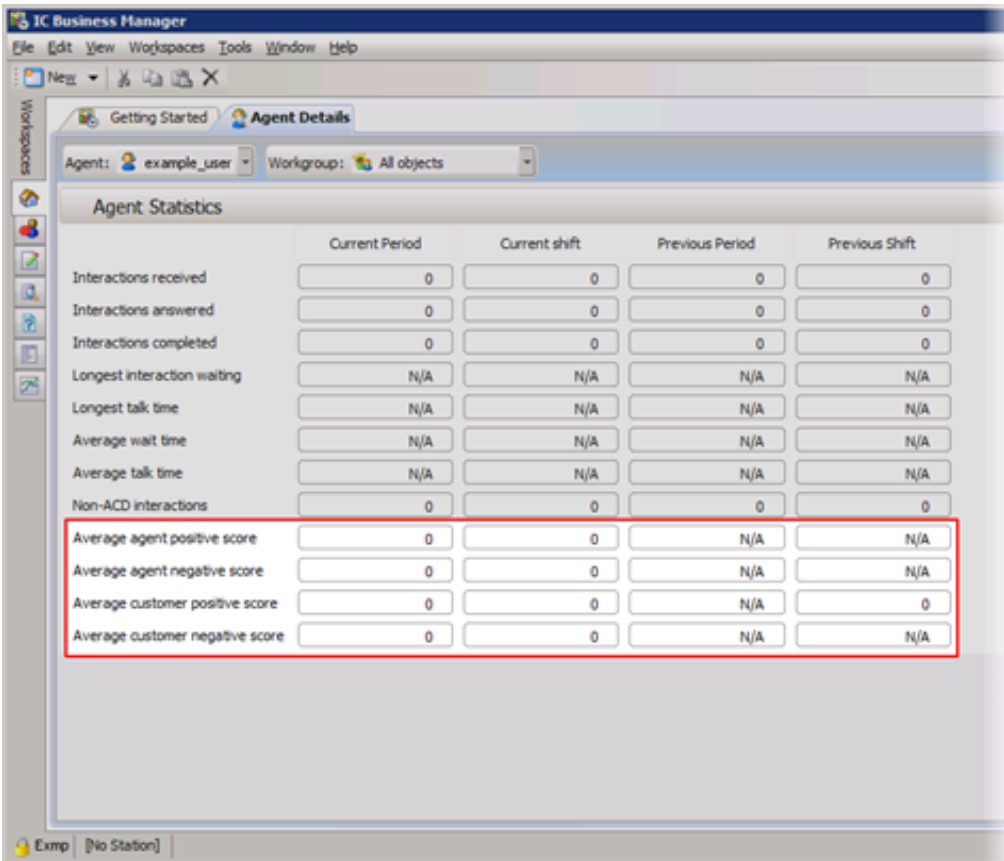 IC Business Manager
File Edit View Workspaces Tools Window Help
New
Workspaces
Getting Started Agent Details
Agent: example_user Workgroup: All objects
Agent Statistics
Current Period Current shift Previous Period Previous Shift
Interactions received 0 0 0 0
Interactions answered 0 0 0 0
Interactions completed 0 0 0 0
Longest interaction waiting N/A N/A N/A N/A
Longest talk time N/A N/A N/A N/A
Average wait time N/A N/A N/A N/A
Average talk time N/A N/A N/A N/A
Non-ACD interactions 0 0 0 0
Average agent positive score 0 0 N/A N/A
Average agent negative score 0 0 N/A N/A
Average customer positive score 0 0 N/A 0
Average customer negative score 0 0 N/A N/A
Exmp [No Station]